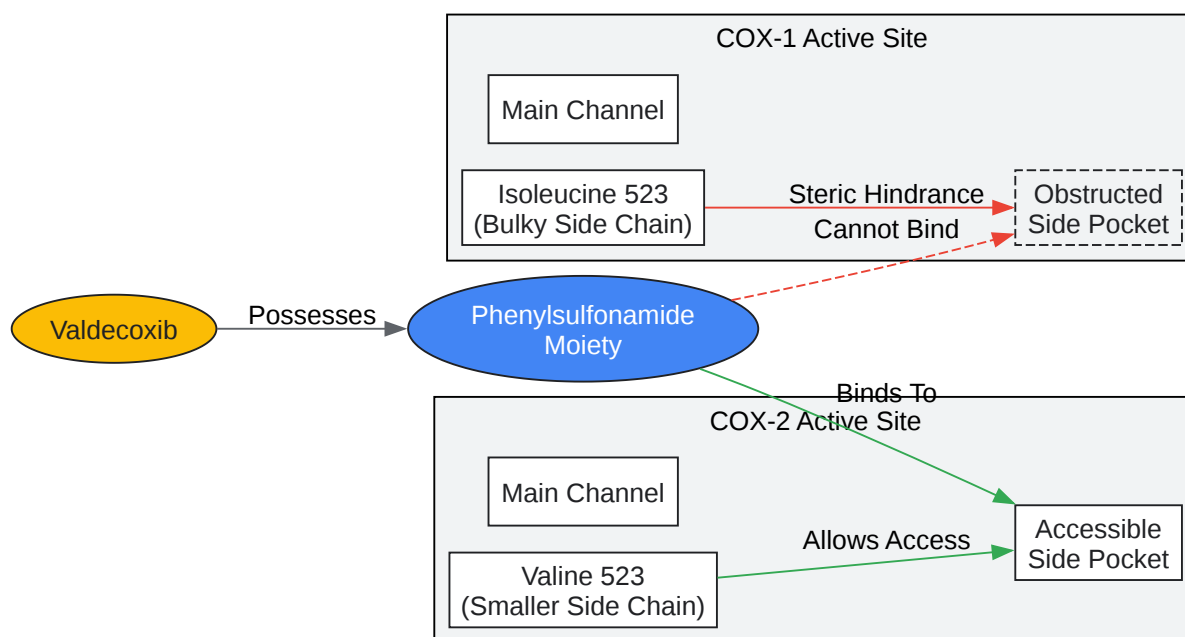 COX-1 Active Site
Main Channel
Isoleucine 523
(Bulky Side Chain)
Steric Hindrance
Cannot Bind
Obstructed
Side Pocket
Valdecoxib
Possesses
Phenylsulfonamide
Moiety
Binds To
COX-2 Active Site
Main Channel
Valine 523
(Smaller Side Chain)
Allows Access
Accessible
Side Pocket